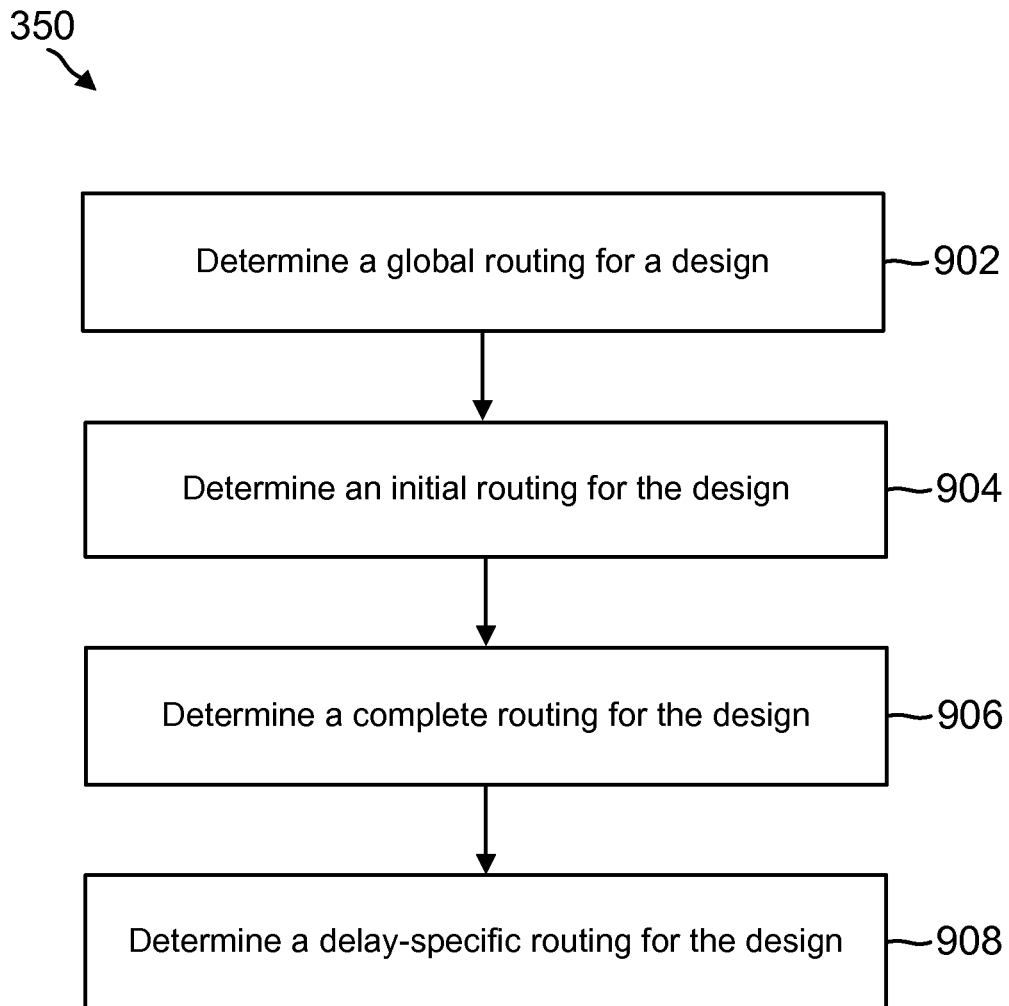 350
Determine a global routing for a design
902
Determine an initial routing for the design
904
Determine a complete routing for the design
906
Determine a delay-specific routing for the design
908